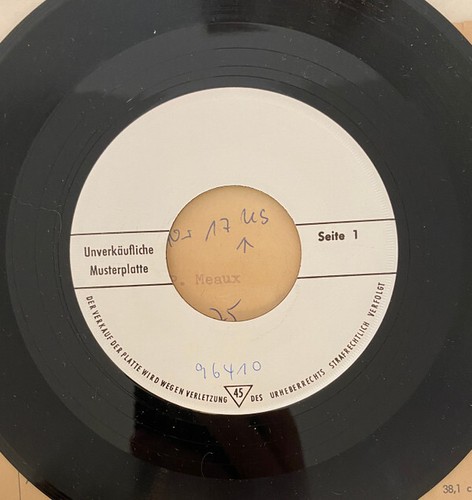 17 US
↑
Meaux
Seite 1
Unverkäufliche
Musterplatte
96410
DER VERKAUF DER PLATTE WIRD WEGEN VERLETZUNG DES URHEBERRECHTS STRAFRECHTLICH VERFOLGT
45
38,1 c